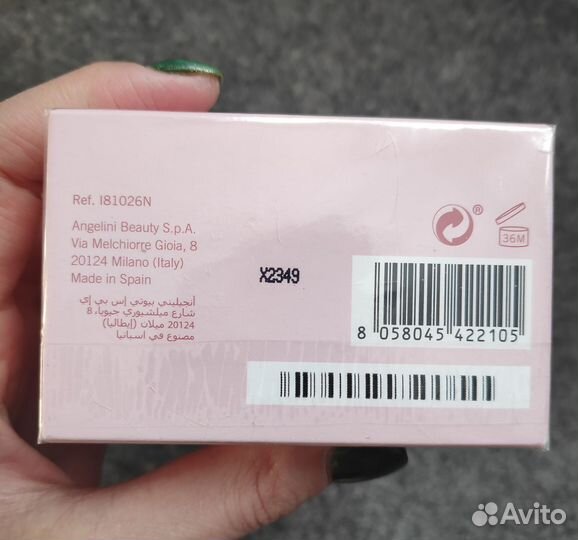 Ref. I81026N
Angelini Beauty S.p.A.
Via Melchiorre Gioia, 8
20124 Milano (Italy)
Made in Spain
أنجيليني بيوتي إس بي إي
شارع ميلشيوري جيويا، 8
20124 ميلان (إيطاليا)
مصنوع في اسبانيا
X2349
®
36M
8 058045 422105
Avito